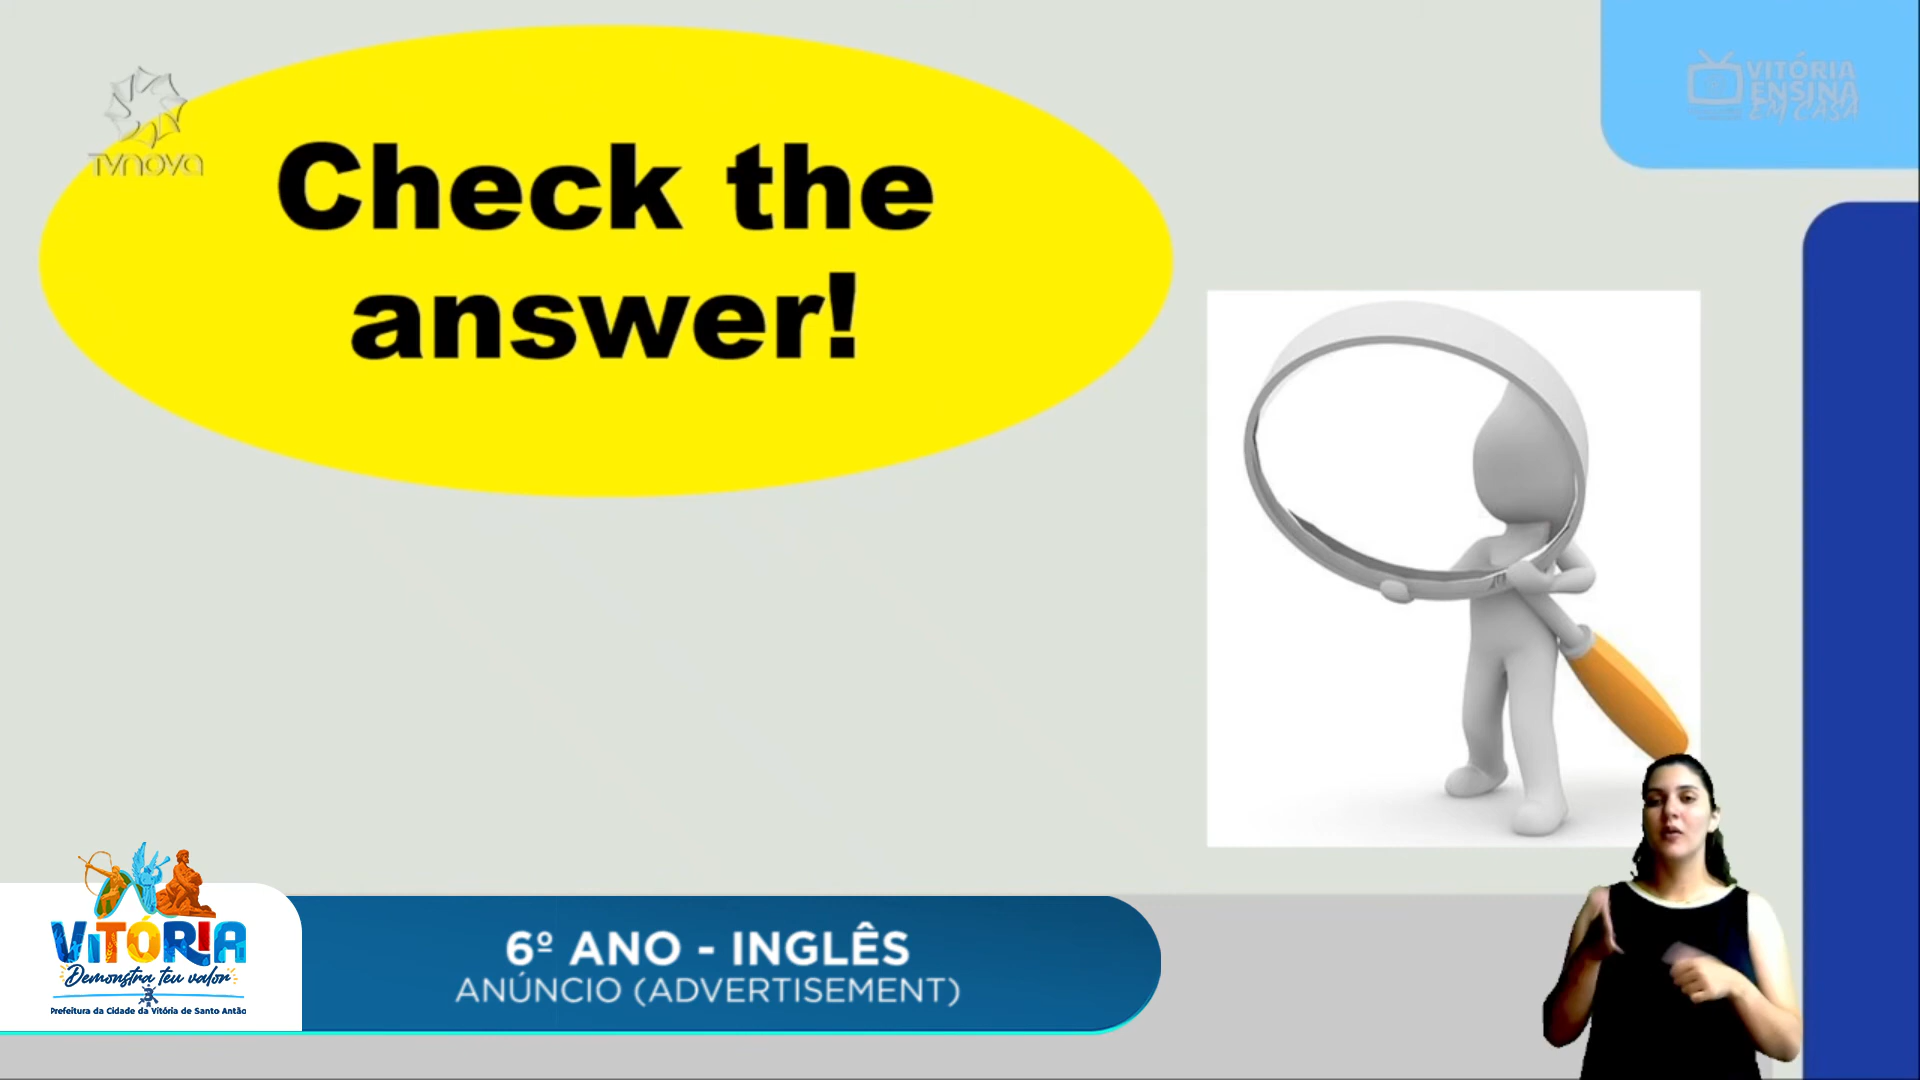 TVNOVA
VITÓRIA
ENSINA
EM CASA
Check the
answer!
VITÓRIA
Demonstra teu valor
Prefeitura da Cidade da Vitória de Santo Antão
6º ANO - INGLÊS
ANÚNCIO (ADVERTISEMENT)